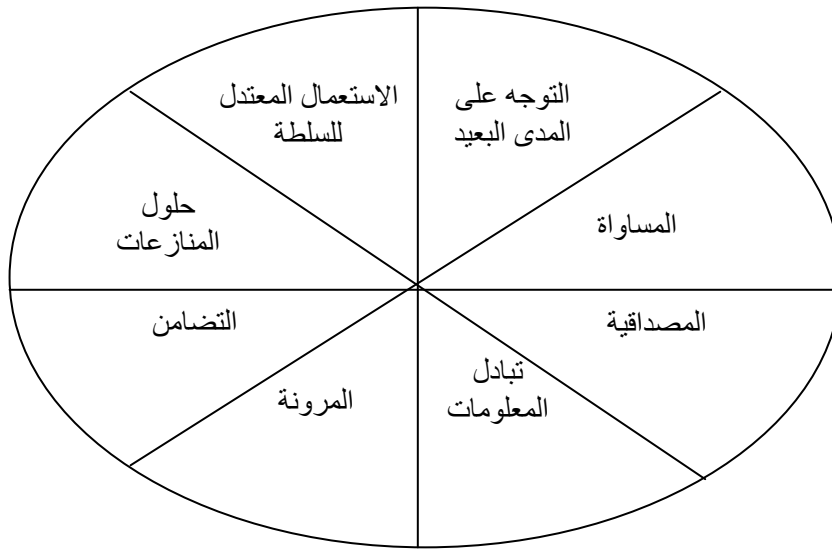 التوجه على
المدى البعيد
الاستعمال المعتدل
للسلطة
المساواة
حلول
المنازعات
المصداقية
التضامن
تبادل
المعلومات
المرونة